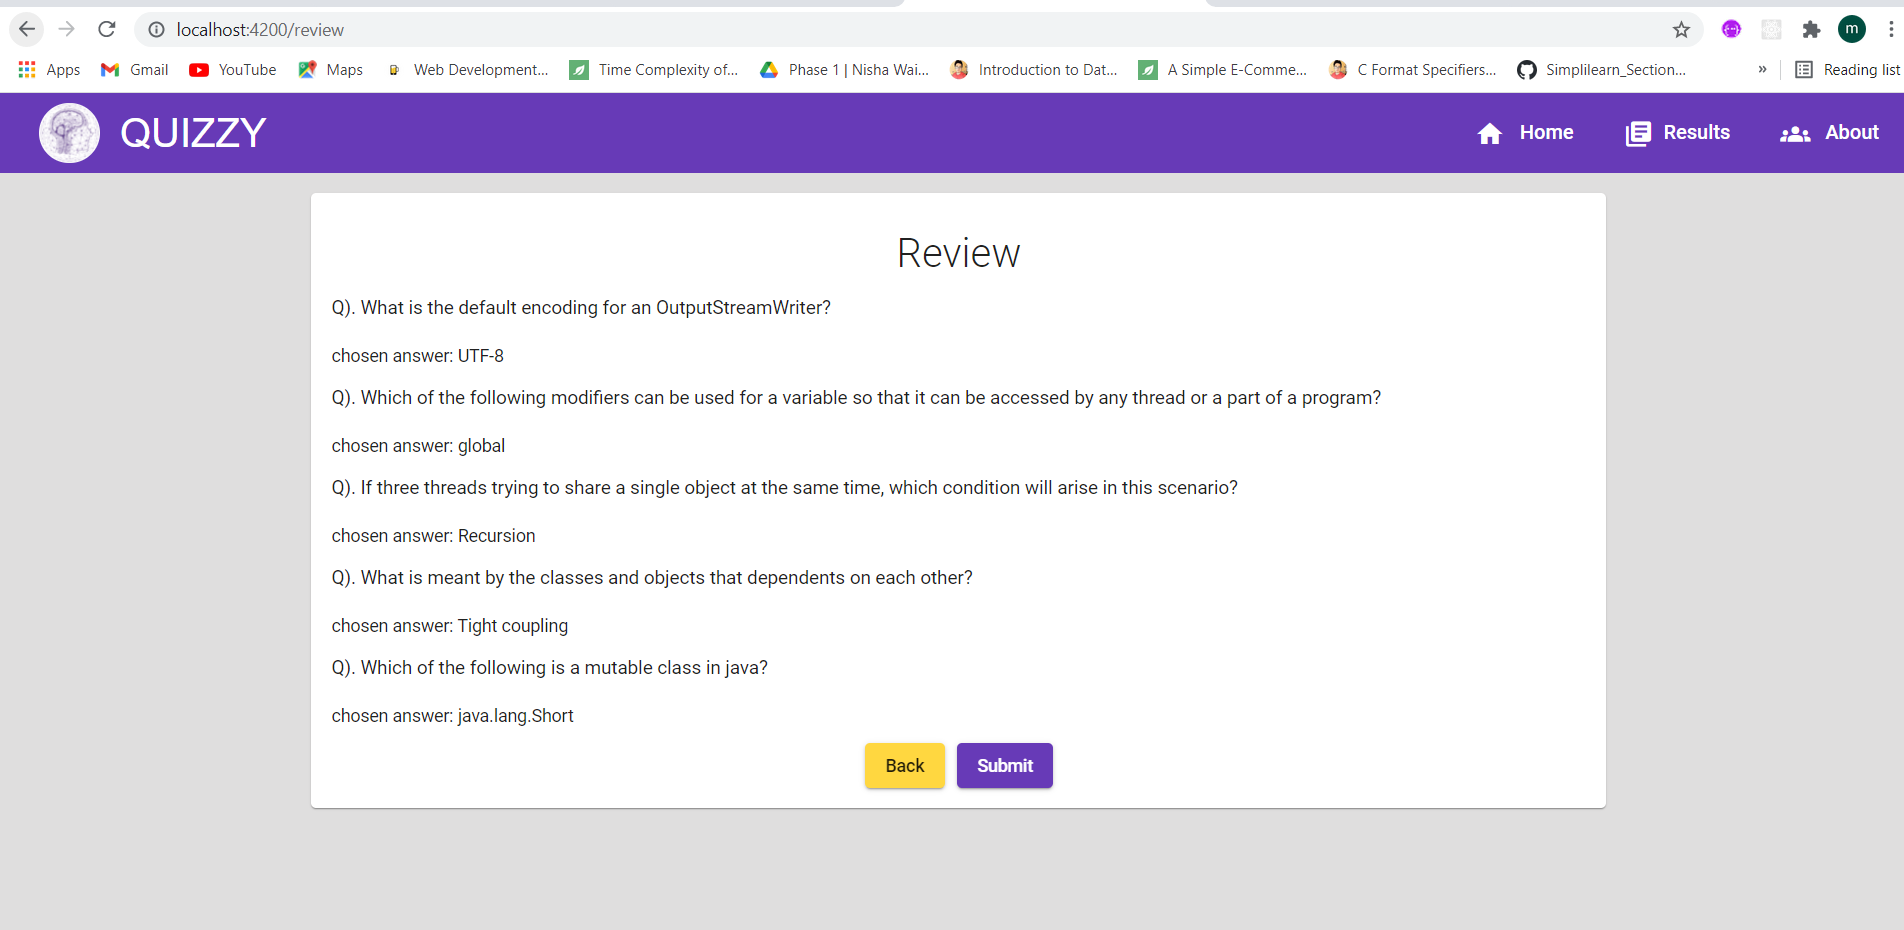 localhost:4200/review
m
Apps Gmail YouTube Maps Web Development... Time Complexity of... Phase 1 | Nisha Wai... Introduction to Dat... A Simple E-Comme... C Format Specifiers... Simplilearn_Section... » Reading list
QUIZZY Home Results About
Review
Q). What is the default encoding for an OutputStreamWriter?
chosen answer: UTF-8
Q). Which of the following modifiers can be used for a variable so that it can be accessed by any thread or a part of a program?
chosen answer: global
Q). If three threads trying to share a single object at the same time, which condition will arise in this scenario?
chosen answer: Recursion
Q). What is meant by the classes and objects that dependents on each other?
chosen answer: Tight coupling
Q). Which of the following is a mutable class in java?
chosen answer: java.lang.Short
Back Submit